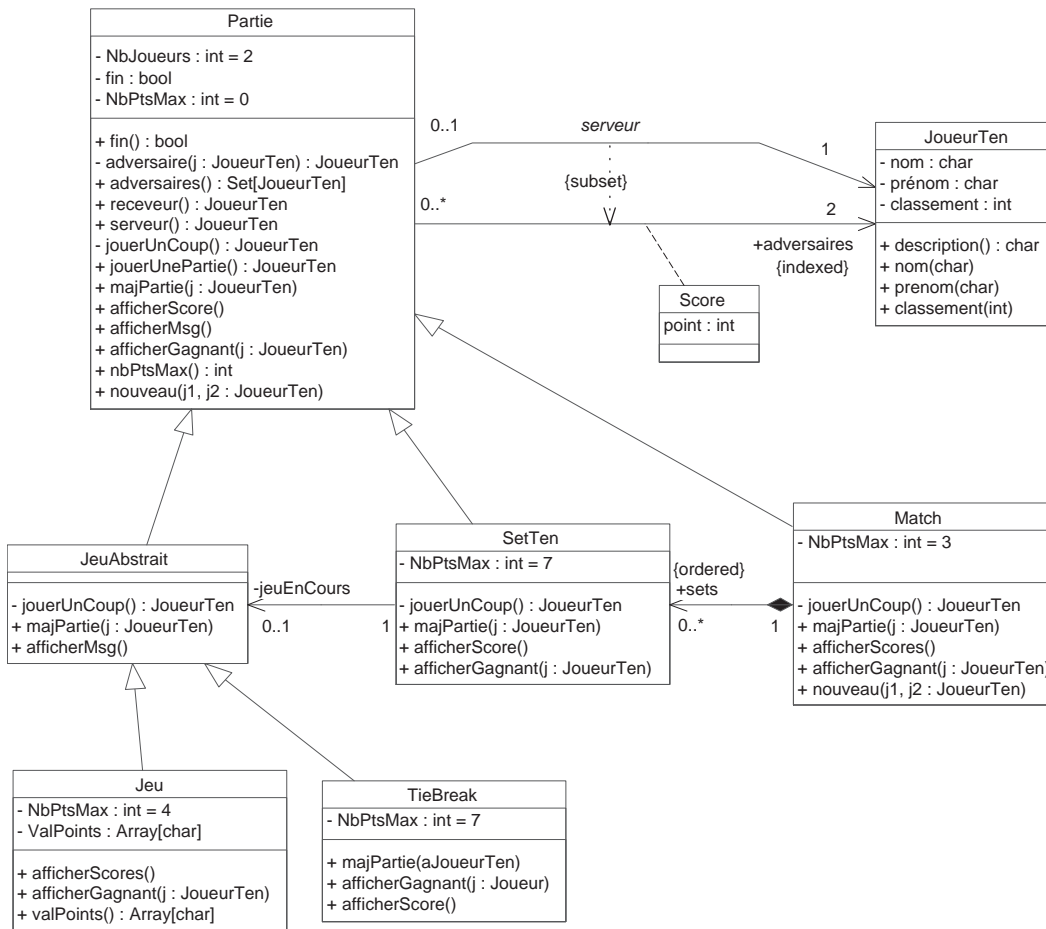 Partie
- NbJoueurs : int = 2
- fin : bool
- NbPtsMax : int = 0
+ fin() : bool
- adversaire(j : JoueurTen) : JoueurTen
+ adversaires() : Set[JoueurTen]
+ receveur() : JoueurTen
+ serveur() : JoueurTen
- jouerUnCoup() : JoueurTen
+ jouerUnePartie() : JoueurTen
+ majPartie(j : JoueurTen)
+ afficherScore()
+ afficherMsg()
+ afficherGagnant(j : JoueurTen)
+ nbPtsMax() : int
+ nouveau(j1, j2 : JoueurTen)
0..1
serveur
1
{subset}
0..*
2
+adversaires
{indexed}
JoueurTen
- nom : char
- prénom : char
- classement : int
+ description() : char
+ nom(char)
+ prenom(char)
+ classement(int)
Score
point : int
JeuAbstrait
- jouerUnCoup() : JoueurTen
+ majPartie(j : JoueurTen)
+ afficherMsg()
-jeuEnCours
0..1
1
SetTen
- NbPtsMax : int = 7
- jouerUnCoup() : JoueurTen
+ majPartie(j : JoueurTen)
+ afficherScore()
+ afficherGagnant(j : JoueurTen)
{ordered}
+sets
0..*
1
Match
- NbPtsMax : int = 3
- jouerUnCoup() : JoueurTen
+ majPartie(j : JoueurTen)
+ afficherScores()
+ afficherGagnant(j : JoueurTen)
+ nouveau(j1, j2 : JoueurTen)
Jeu
- NbPtsMax : int = 4
- ValPoints : Array[char]
+ afficherScores()
+ afficherGagnant(j : JoueurTen)
+ valPoints() : Array[char]
TieBreak
- NbPtsMax : int = 7
+ majPartie(aJoueurTen)
+ afficherGagnant(j : Joueur)
+ afficherScore()